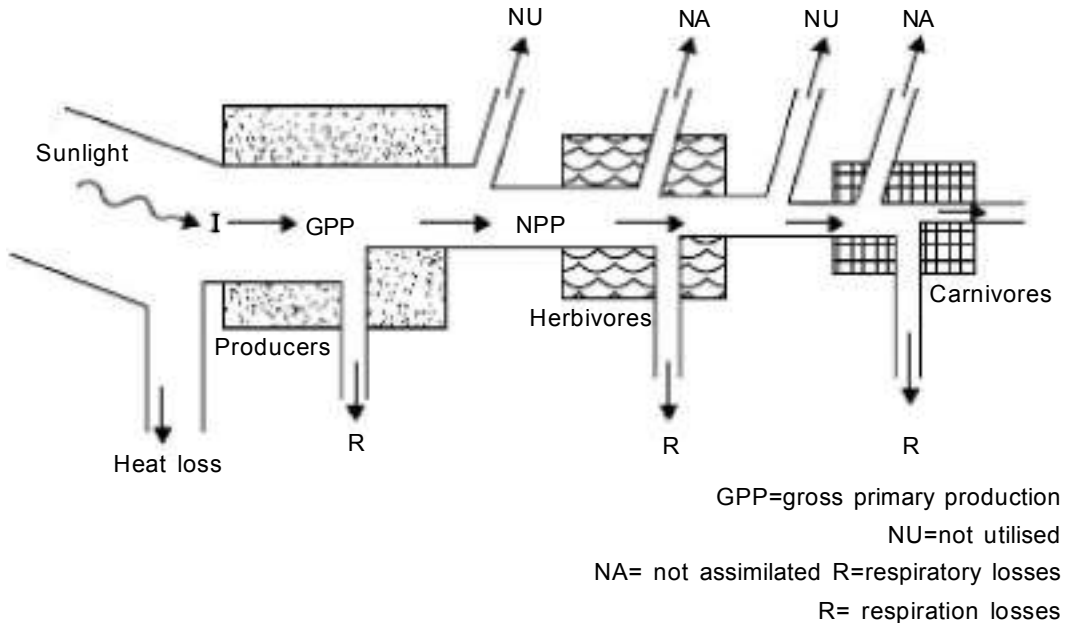 NU NA NU NA
Sunlight
I GPP NPP
Carnivores
Herbivores
Producers
R R R
Heat loss
GPP=gross primary production
NU=not utilised
NA= not assimilated R=respiratory losses
R= respiration losses